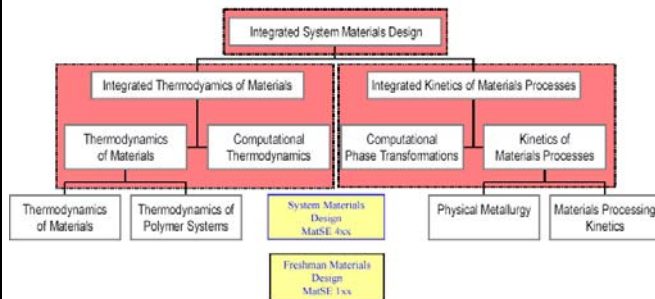 Integrated System Materials Design
Integrated Thermodyamics of Materials
Integrated Kinetics of Materials Processes
Thermodynamics
of Materials
Computational
Thermodynamics
Computational
Phase Transformations
Kinetics of
Materials Processes
Thermodynamics
of Materials
Thermodynamics of
Polymer Systems
System Materials
Design
MatSE 4xx
Physical Metallurgy
Materials Processing
Kinetics
Freshman Materials
Design
MatSE 1xx